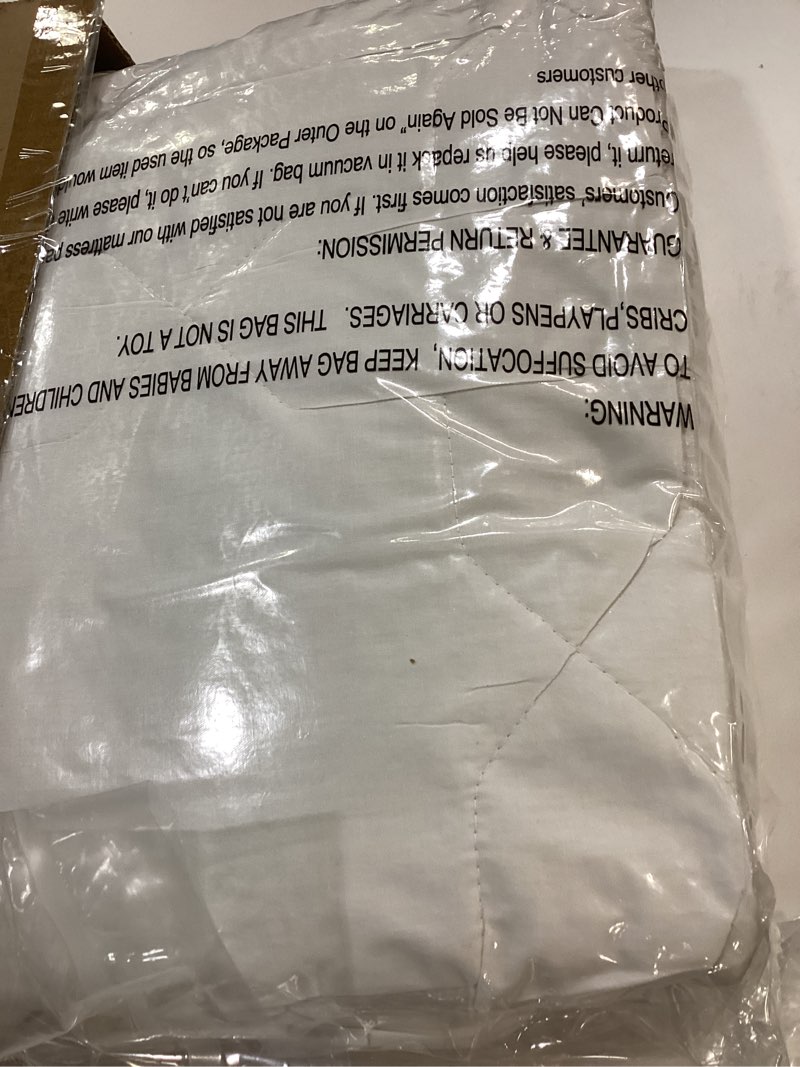 WARNING:
TO AVOID SUFFOCATION, KEEP BAG AWAY FROM BABIES AND CHILDREN
CRIBS,PLAYPENS OR CARRIAGES. THIS BAG IS NOT A TOY.
GUARANTEE & RETURN PERMISSION:
Customers' satisfaction comes first. If you are not satisfied with our mattress
return it, please help us repack it in vacuum bag. If you can't do it, please write
"Product Can Not Be Sold Again" on the Outer Package, so the used item would
other customers